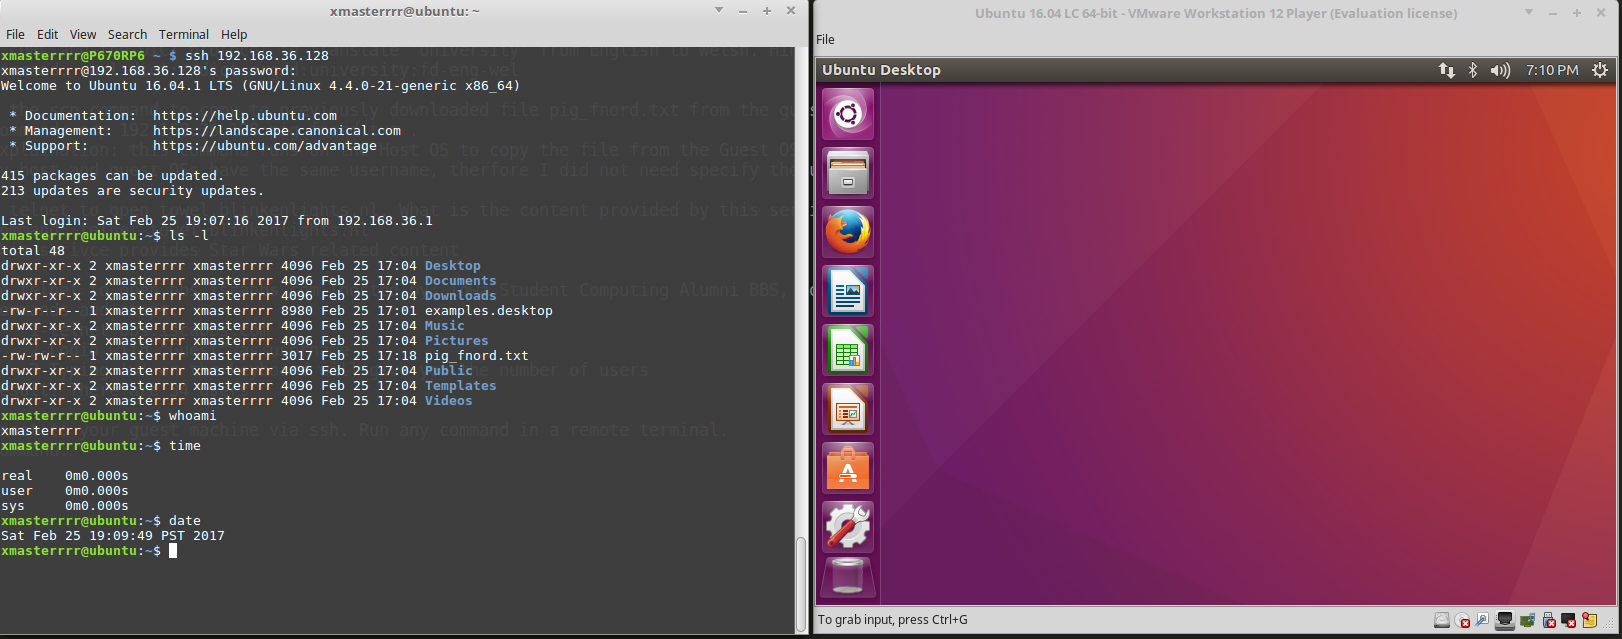 xmasterrrr@ubuntu: ~
File Edit View Search Terminal Help
xmasterrrr@P670RP6 ~ $ ssh 192.168.36.128
xmasterrrr@192.168.36.128's password:
Welcome to Ubuntu 16.04.1 LTS (GNU/Linux 4.4.0-21-generic x86_64)
* Documentation:  https://help.ubuntu.com
* Management:     https://landscape.canonical.com
* Support:        https://ubuntu.com/advantage
415 packages can be updated.
213 updates are security updates.
Last login: Sat Feb 25 19:07:16 2017 from 192.168.36.1
xmasterrrr@ubuntu:~$ ls -l
total 48
drwxr-xr-x 2 xmasterrrr xmasterrrr 4096 Feb 25 17:04 Desktop
drwxr-xr-x 2 xmasterrrr xmasterrrr 4096 Feb 25 17:04 Documents
drwxr-xr-x 2 xmasterrrr xmasterrrr 4096 Feb 25 17:04 Downloads
-rw-r--r-- 1 xmasterrrr xmasterrrr 8980 Feb 25 17:01 examples.desktop
drwxr-xr-x 2 xmasterrrr xmasterrrr 4096 Feb 25 17:04 Music
drwxr-xr-x 2 xmasterrrr xmasterrrr 4096 Feb 25 17:04 Pictures
-rw-rw-r-- 1 xmasterrrr xmasterrrr 3017 Feb 25 17:18 pig_fnord.txt
drwxr-xr-x 2 xmasterrrr xmasterrrr 4096 Feb 25 17:04 Public
drwxr-xr-x 2 xmasterrrr xmasterrrr 4096 Feb 25 17:04 Templates
drwxr-xr-x 2 xmasterrrr xmasterrrr 4096 Feb 25 17:04 Videos
xmasterrrr@ubuntu:~$ whoami
xmasterrrr
xmasterrrr@ubuntu:~$ time
real    0m0.000s
user    0m0.000s
sys     0m0.000s
xmasterrrr@ubuntu:~$ date
Sat Feb 25 19:09:49 PST 2017
xmasterrrr@ubuntu:~$
Ubuntu 16.04 LC 64-bit - VMware Workstation 12 Player (Evaluation license)
File
Ubuntu Desktop 7:10 PM
To grab input, press Ctrl+G